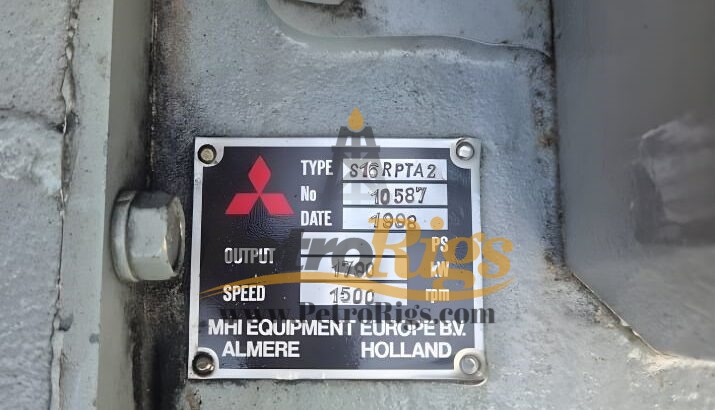 TYPE S16RPTA2
No 10587
DATE 1998
PetroRigs
PS
OUTPUT 1790 kW
SPEED 1500 rpm
www.PetroRigs.com
MHI EQUIPMENT EUROPE B.V.
ALMERE HOLLAND